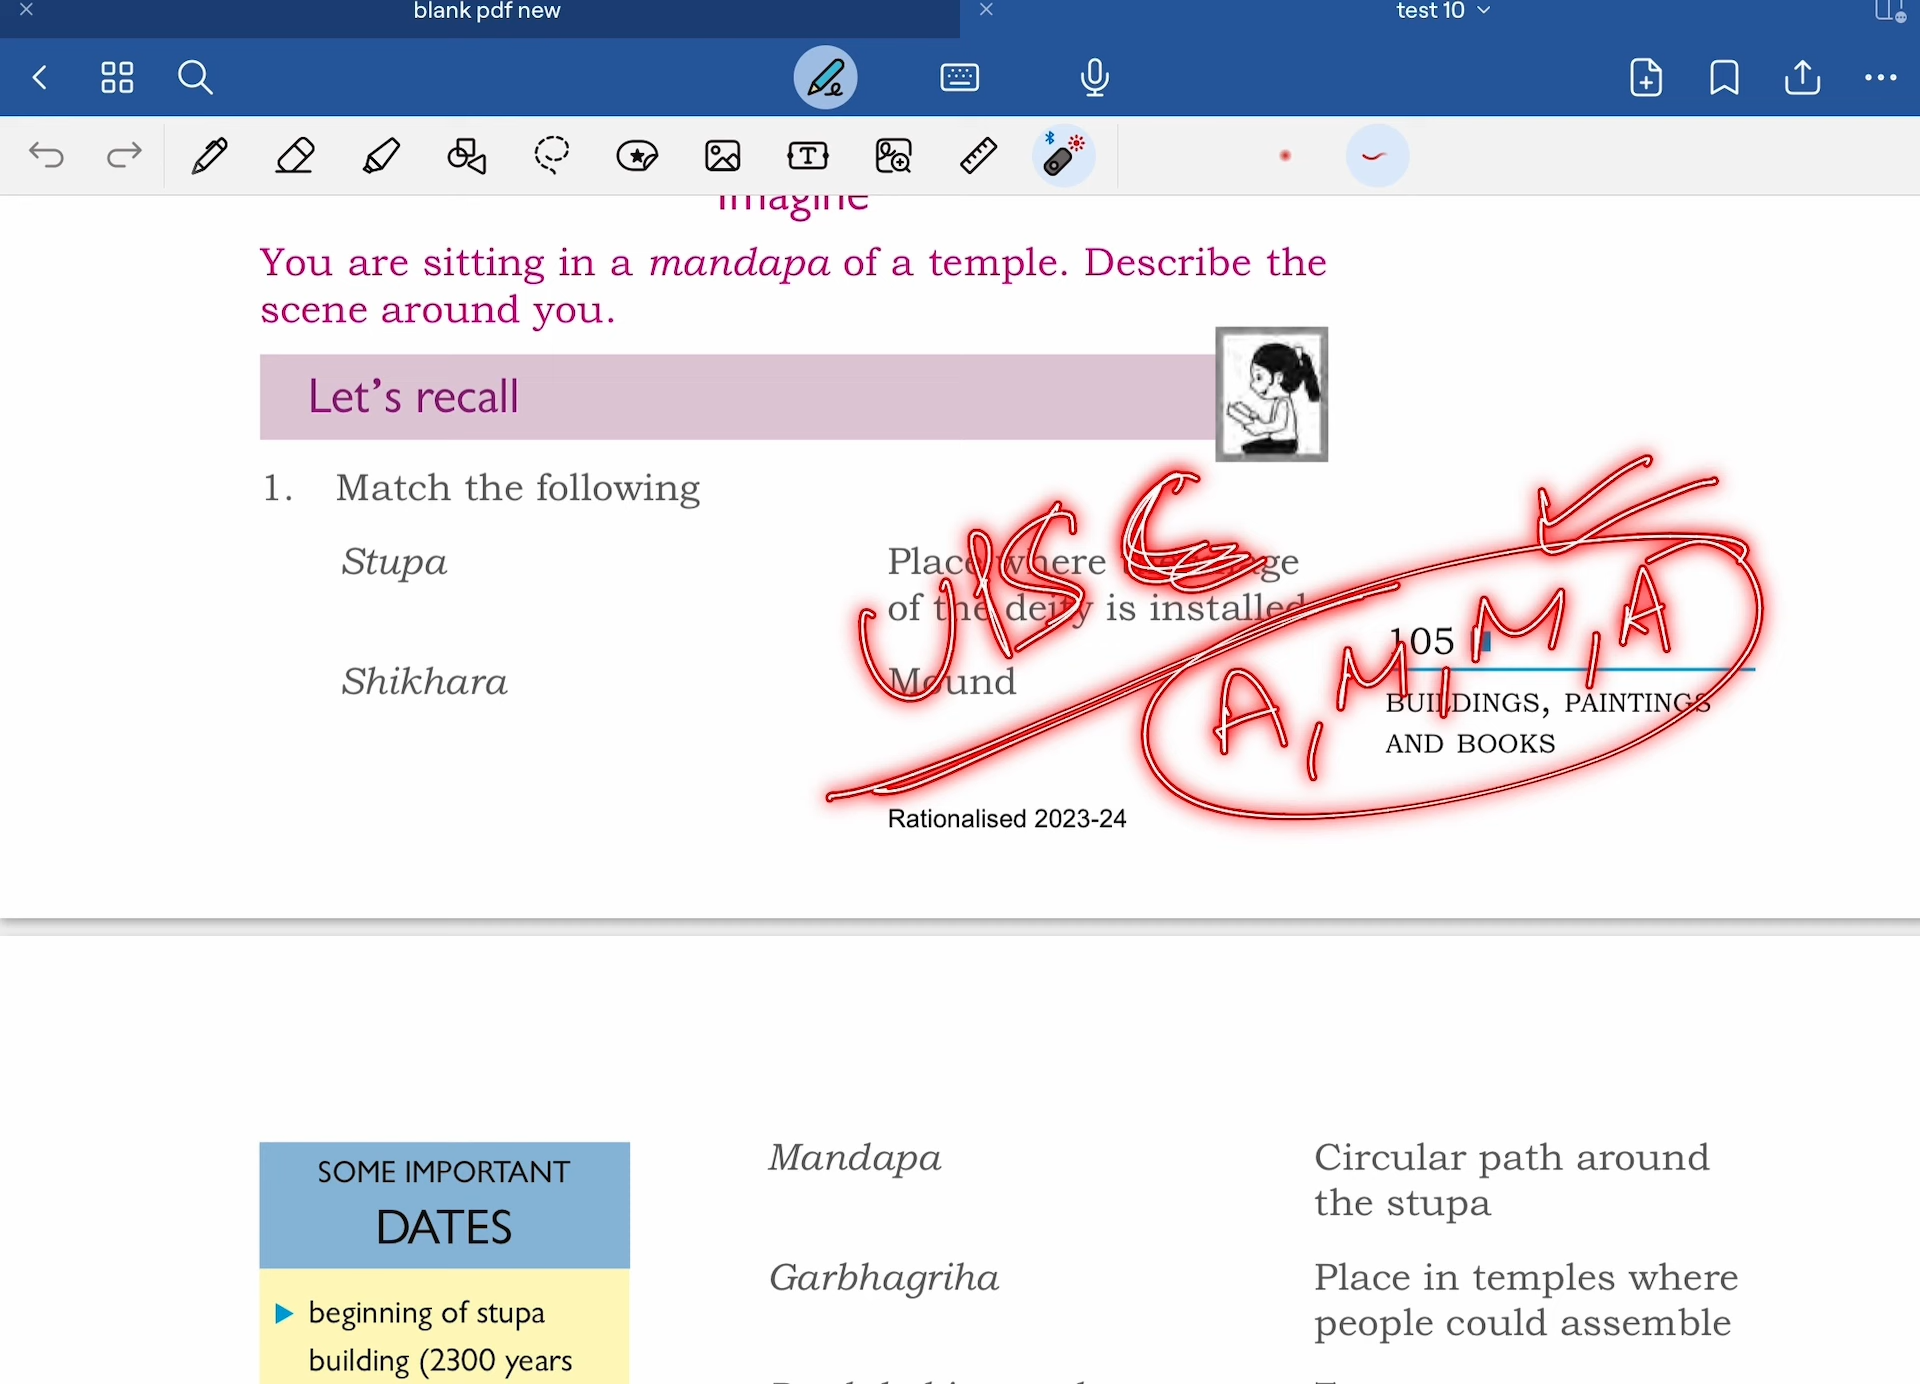 blank pdf new
test 10
Imagine
You are sitting in a mandapa of a temple. Describe the
scene around you.
Let's recall
1. Match the following
Stupa
Place where ge
of the deity is installed
Shikhara
Mound
UPSC
A, M, M, A
105
BUILDINGS, PAINTINGS
AND BOOKS
Rationalised 2023-24
SOME IMPORTANT
DATES
beginning of stupa
building (2300 years
Mandapa
Circular path around
the stupa
Garbhagriha
Place in temples where
people could assemble